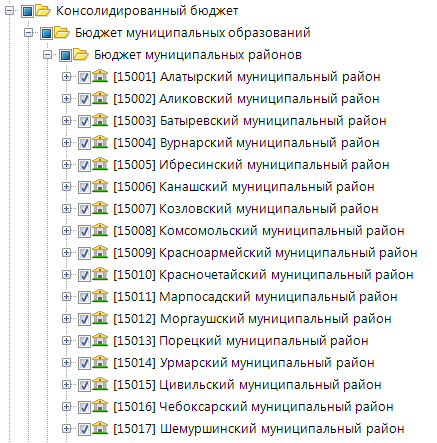 Консолидированный бюджет
Бюджет муниципальных образований
Бюджет муниципальных районов
[15001] Алатырский муниципальный район
[15002] Аликовский муниципальный район
[15003] Батыревский муниципальный район
[15004] Вурнарский муниципальный район
[15005] Ибресинский муниципальный район
[15006] Канашский муниципальный район
[15007] Козловский муниципальный район
[15008] Комсомольский муниципальный район
[15009] Красноармейский муниципальный район
[15010] Красночетайский муниципальный район
[15011] Марпосадский муниципальный район
[15012] Моргаушский муниципальный район
[15013] Порецкий муниципальный район
[15014] Урмарский муниципальный район
[15015] Цивильский муниципальный район
[15016] Чебоксарский муниципальный район
[15017] Шемуршинский муниципальный район